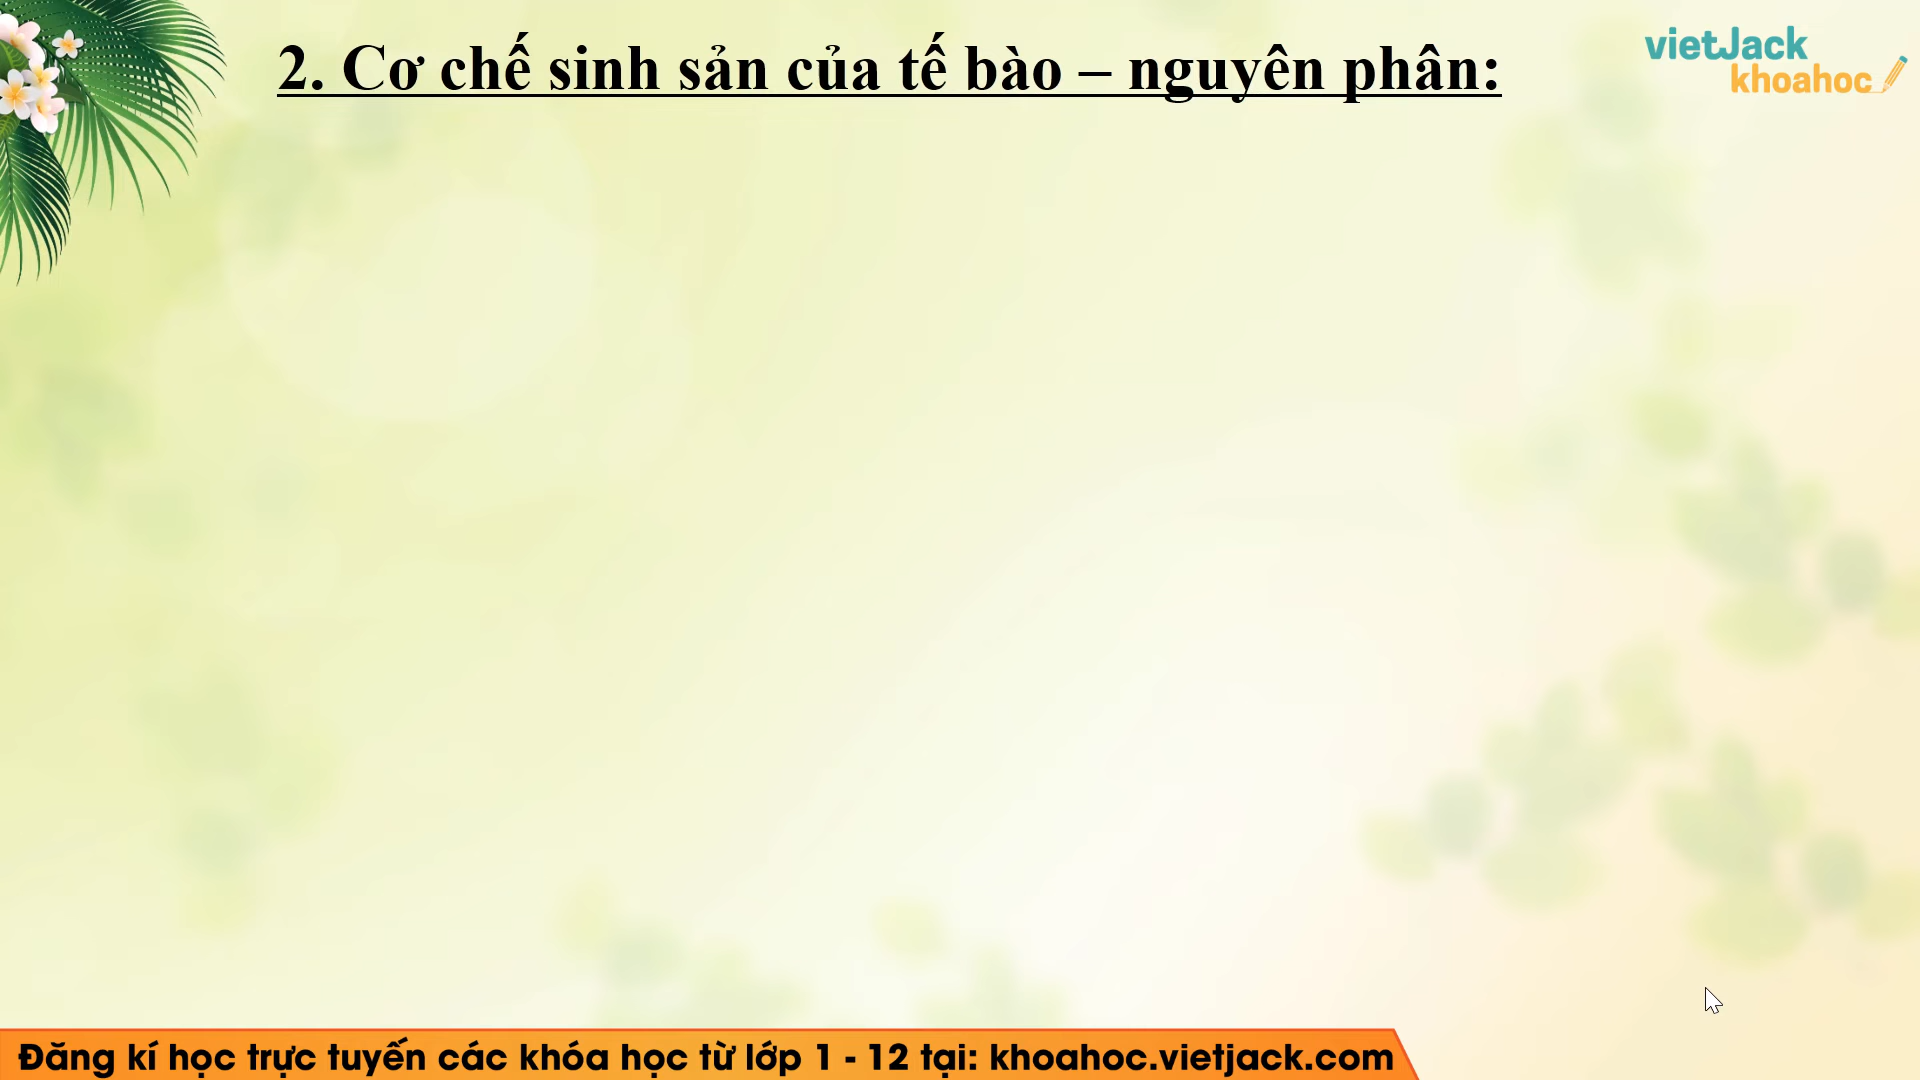 2. Cơ chế sinh sản của tế bào – nguyên phân:
vietJack
khoahoc
Đăng kí học trực tuyến các khóa học từ lớp 1 - 12 tại: khoahoc.vietjack.com